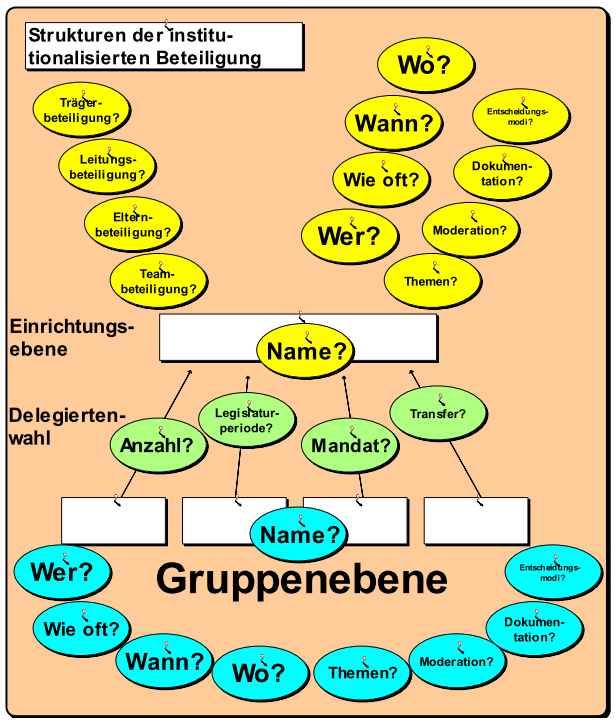 Strukturen der institu-
tionalisierten Beteiligung
Träger-
beteiligung?
Leitungs-
beteiligung?
Eltern-
beteiligung?
Team-
beteiligung?
Wo?
Wann?
Wie oft?
Wer?
Entscheidungs-
modi?
Dokumen-
tation?
Moderation?
Themen?
Einrichtungs-
ebene
Name?
Delegierten-
wahl
Anzahl?
Legislatur-
periode?
Mandat?
Transfer?
Name?
Gruppenebene
Wer?
Wie oft?
Wann?
Wo?
Themen?
Moderation?
Dokumen-
tation?
Entscheidungs-
modi?